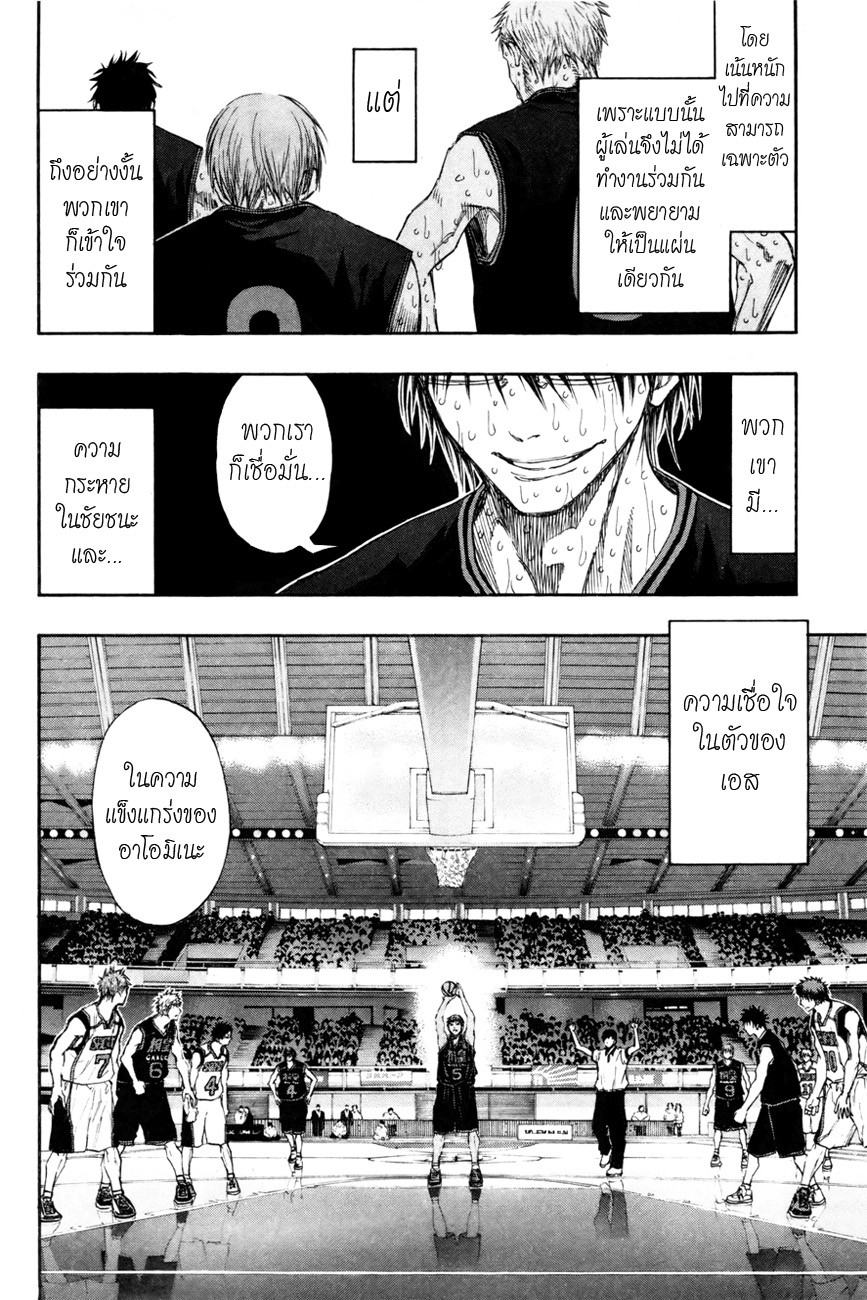 โดย
เน้นหนัก
ไปที่ความ
สามารถ
เฉพาะตัว
เพราะแบบนั้น
ผู้เล่นจึงไม่ได้
ทำงานร่วมกัน
และพยายาม
ให้เป็นแผ่น
เดียวกัน
แต่
ถึงอย่างงั้น
พวกเขา
ก็เข้าใจ
ร่วมกัน
พวก
เขา
มี...
พวกเรา
ก็เชื่อมั่น...
ความ
กระหาย
ในชัยชนะ
และ...
ความเชื่อใจ
ในตัวของ
เอส
ในความ
แข็งแกร่งของ
อาโอมิเนะ
7
6
4
4
5
9
10